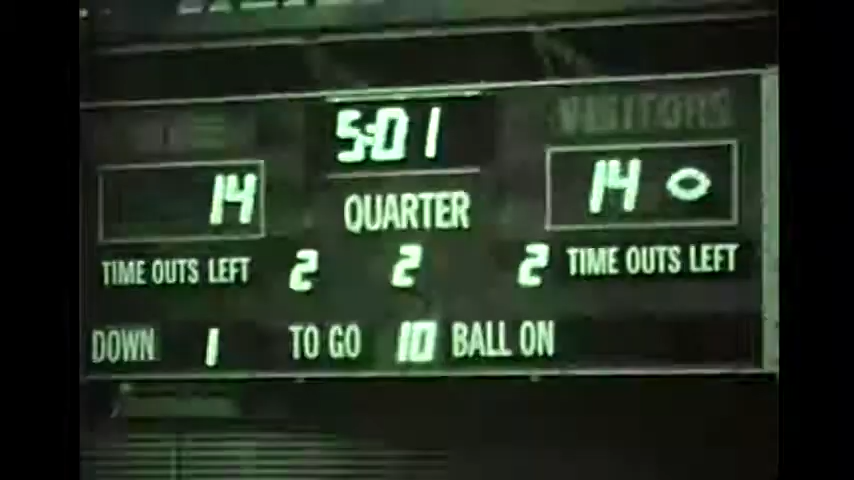 5:01
VISITORS
14 14
QUARTER
TIME OUTS LEFT 2 2 2 TIME OUTS LEFT
DOWN 1 TO GO 10 BALL ON